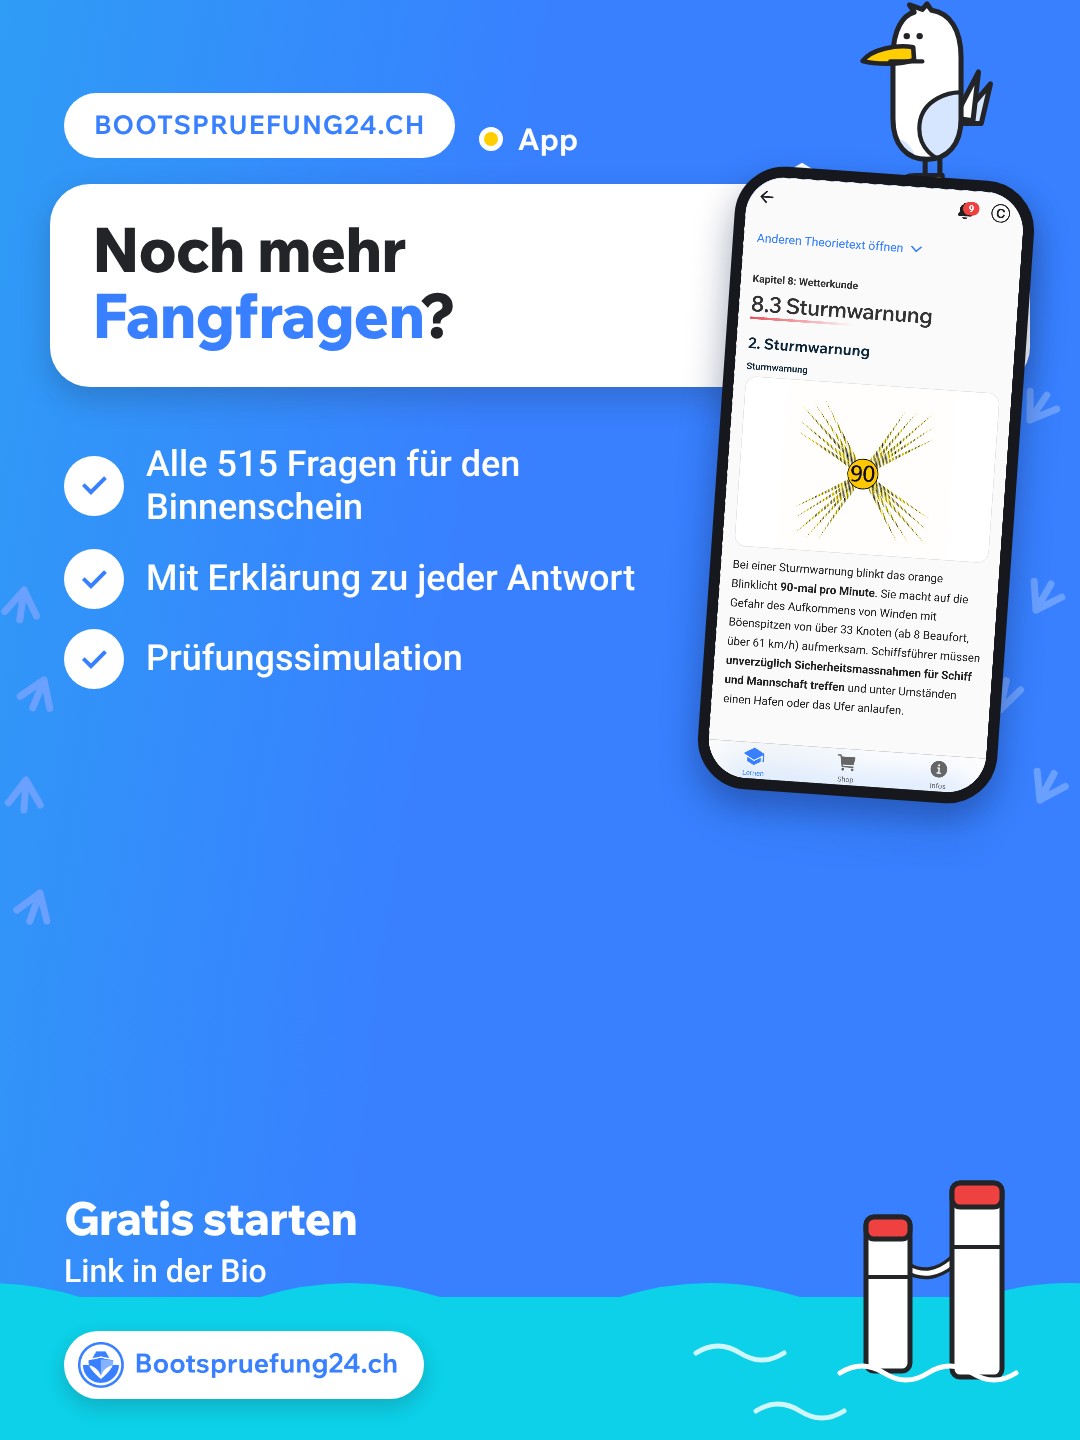 BOOTSPRUEFUNG24.CH
App
Noch mehr
Fangfragen?
Alle 515 Fragen für den
Binnenschein
Mit Erklärung zu jeder Antwort
Prüfungssimulation
9
C
Anderen Theorietext öffnen
Kapitel 8: Wetterkunde
8.3 Sturmwarnung
2. Sturmwarnung
Sturmwarnung
90
Bei einer Sturmwarnung blinkt das orange
Blinklicht 90-mal pro Minute. Sie macht auf die
Gefahr des Aufkommens von Winden mit
Böenspitzen von über 33 Knoten (ab 8 Beaufort,
über 61 km/h) aufmerksam. Schiffsführer müssen
unverzüglich Sicherheitsmassnahmen für Schiff
und Mannschaft treffen und unter Umständen
einen Hafen oder das Ufer anlaufen.
Lernen
Shop
Infos
Gratis starten
Link in der Bio
Bootspruefung24.ch